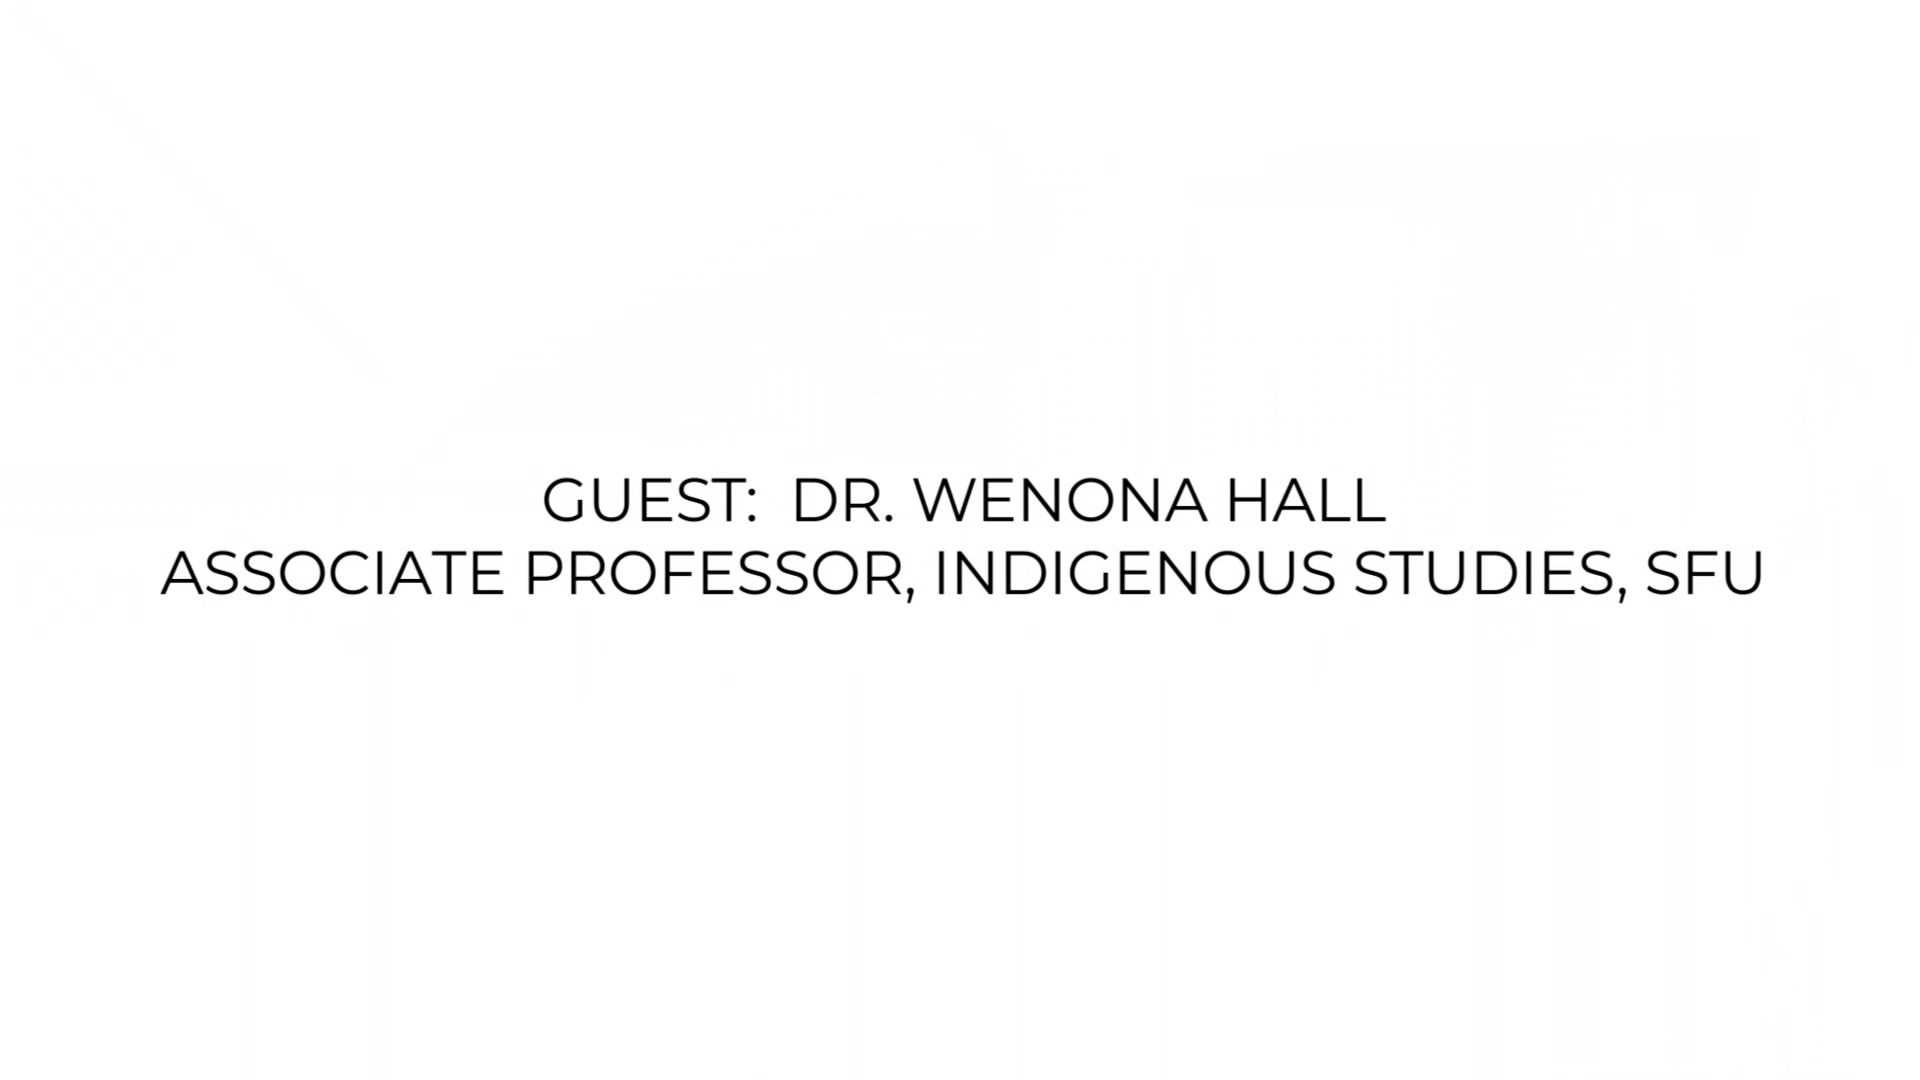 GUEST:  DR. WENONA HALL
ASSOCIATE PROFESSOR, INDIGENOUS STUDIES, SFU